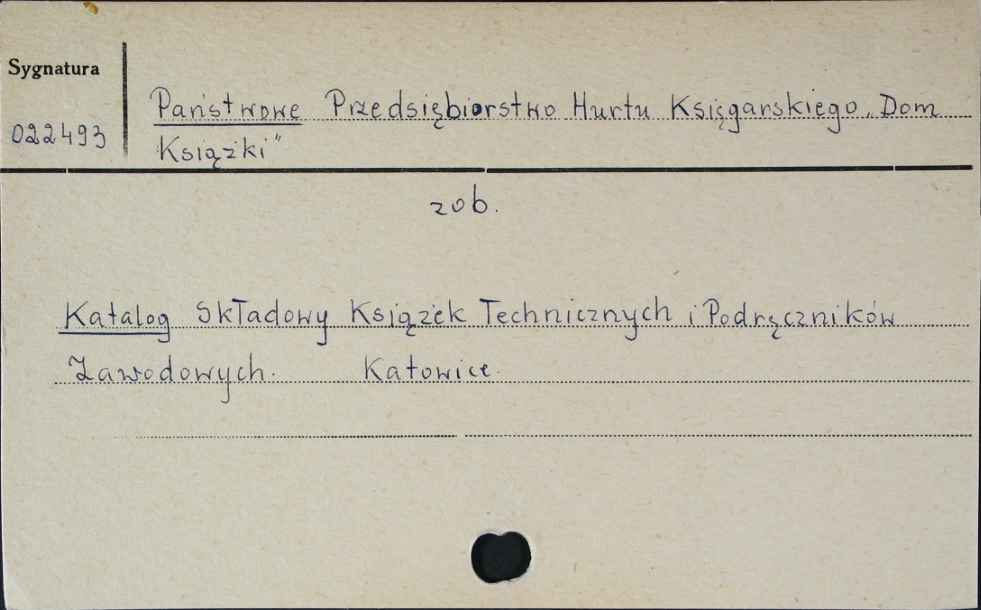 Sygnatura
022493
Państwowe Przedsiębiorstwo Hurtu Księgarskiego „Dom
Książki"
zob.
Katalog Składowy Książek Technicznych i Podręczników
Zawodowych. Katowice.